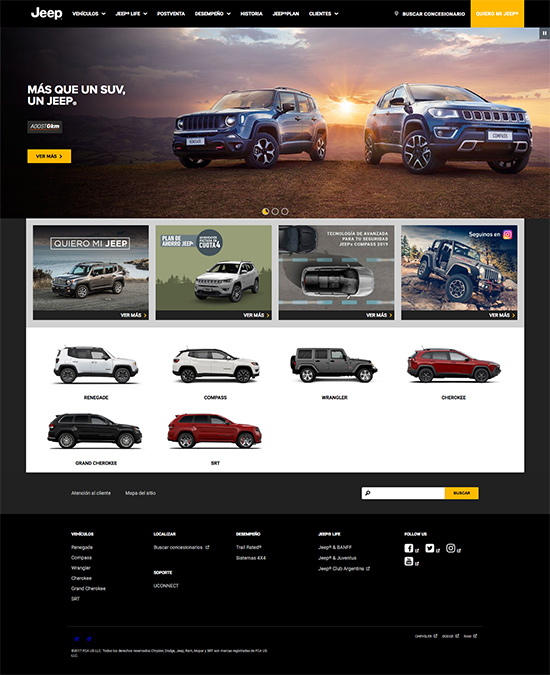 Jeep
VEHÍCULOS
JEEP® LIFE
POSTVENTA
DESEMPEÑO
HISTORIA
JEEP®PLAN
CLIENTES
BUSCAR CONCESIONARIO
QUIERO MI JEEP®
MÁS QUE UN SUV,
UN JEEP®
AGOST0km
VER MÁS
RENEGADE
COMPASS
QUIERO MI JEEP
VER MÁS
PLAN DE
AHORRO JEEP®
CUOTA 4
VER MÁS
TECNOLOGÍA DE AVANZADA
PARA TU SEGURIDAD
JEEP® COMPASS 2019
VER MÁS
Seguinos en
VER MÁS
RENEGADE
COMPASS
WRANGLER
CHEROKEE
GRAND CHEROKEE
SRT
Atención al cliente
Mapa del sitio
BUSCAR
VEHÍCULOS
Renegade
Compass
Wrangler
Cherokee
Grand Cherokee
SRT
LOCALIZAR
Buscar concesionarios
SOPORTE
UCONNECT
DESEMPEÑO
Trail Rated®
Sistemas 4X4
JEEP® LIFE
Jeep® & BANFF
Jeep® & Juventus
Jeep® Club Argentina
FOLLOW US
CHRYSLER
DODGE
RAM
©2017 FCA US LLC. Todos los derechos reservados. Chrysler, Dodge, Jeep, Ram, Mopar y SRT son marcas registradas de FCA US
LLC.